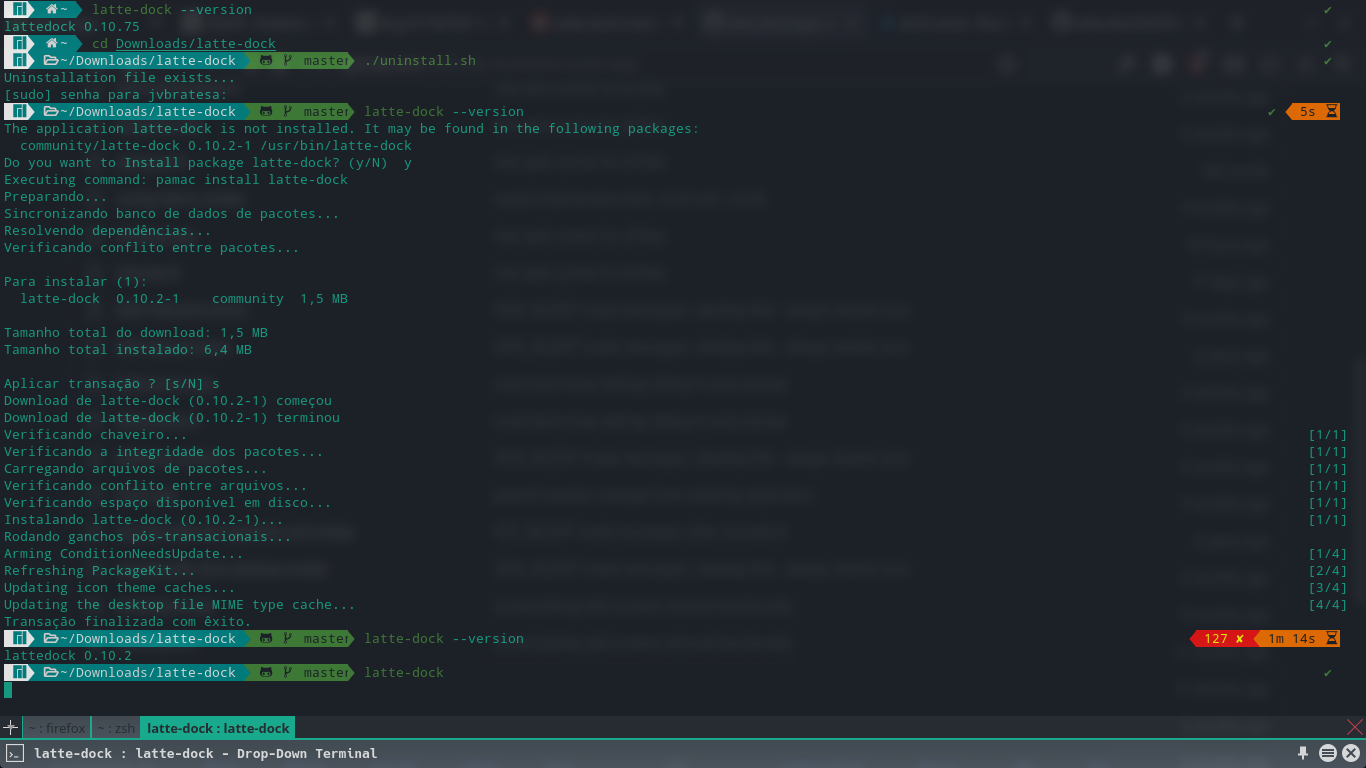 ~ latte-dock --version
lattedock 0.10.75
~ cd Downloads/latte-dock
~/Downloads/latte-dock master ./uninstall.sh
Uninstallation file exists...
[sudo] senha para jvbratesa:
~/Downloads/latte-dock master latte-dock --version ✔ 5s
The application latte-dock is not installed. It may be found in the following packages:
community/latte-dock 0.10.2-1 /usr/bin/latte-dock
Do you want to Install package latte-dock? (y/N) y
Executing command: pamac install latte-dock
Preparando...
Sincronizando banco de dados de pacotes...
Resolvendo dependências...
Verificando conflito entre pacotes...
Para instalar (1):
latte-dock 0.10.2-1 community 1,5 MB
Tamanho total do download: 1,5 MB
Tamanho total instalado: 6,4 MB
Aplicar transação ? [s/N] s
Download de latte-dock (0.10.2-1) começou
Download de latte-dock (0.10.2-1) terminou
Verificando chaveiro... [1/1]
Verificando a integridade dos pacotes... [1/1]
Carregando arquivos de pacotes... [1/1]
Verificando conflito entre arquivos... [1/1]
Verificando espaço disponível em disco... [1/1]
Instalando latte-dock (0.10.2-1)... [1/1]
Rodando ganchos pós-transacionais...
Arming ConditionNeedsUpdate... [1/4]
Refreshing PackageKit... [2/4]
Updating icon theme caches... [3/4]
Updating the desktop file MIME type cache... [4/4]
Transação finalizada com êxito.
~/Downloads/latte-dock master latte-dock --version 127 ✘ 1m 14s
lattedock 0.10.2
~/Downloads/latte-dock master latte-dock ✔
~ : firefox ~ : zsh latte-dock : latte-dock
latte-dock : latte-dock - Drop-Down Terminal